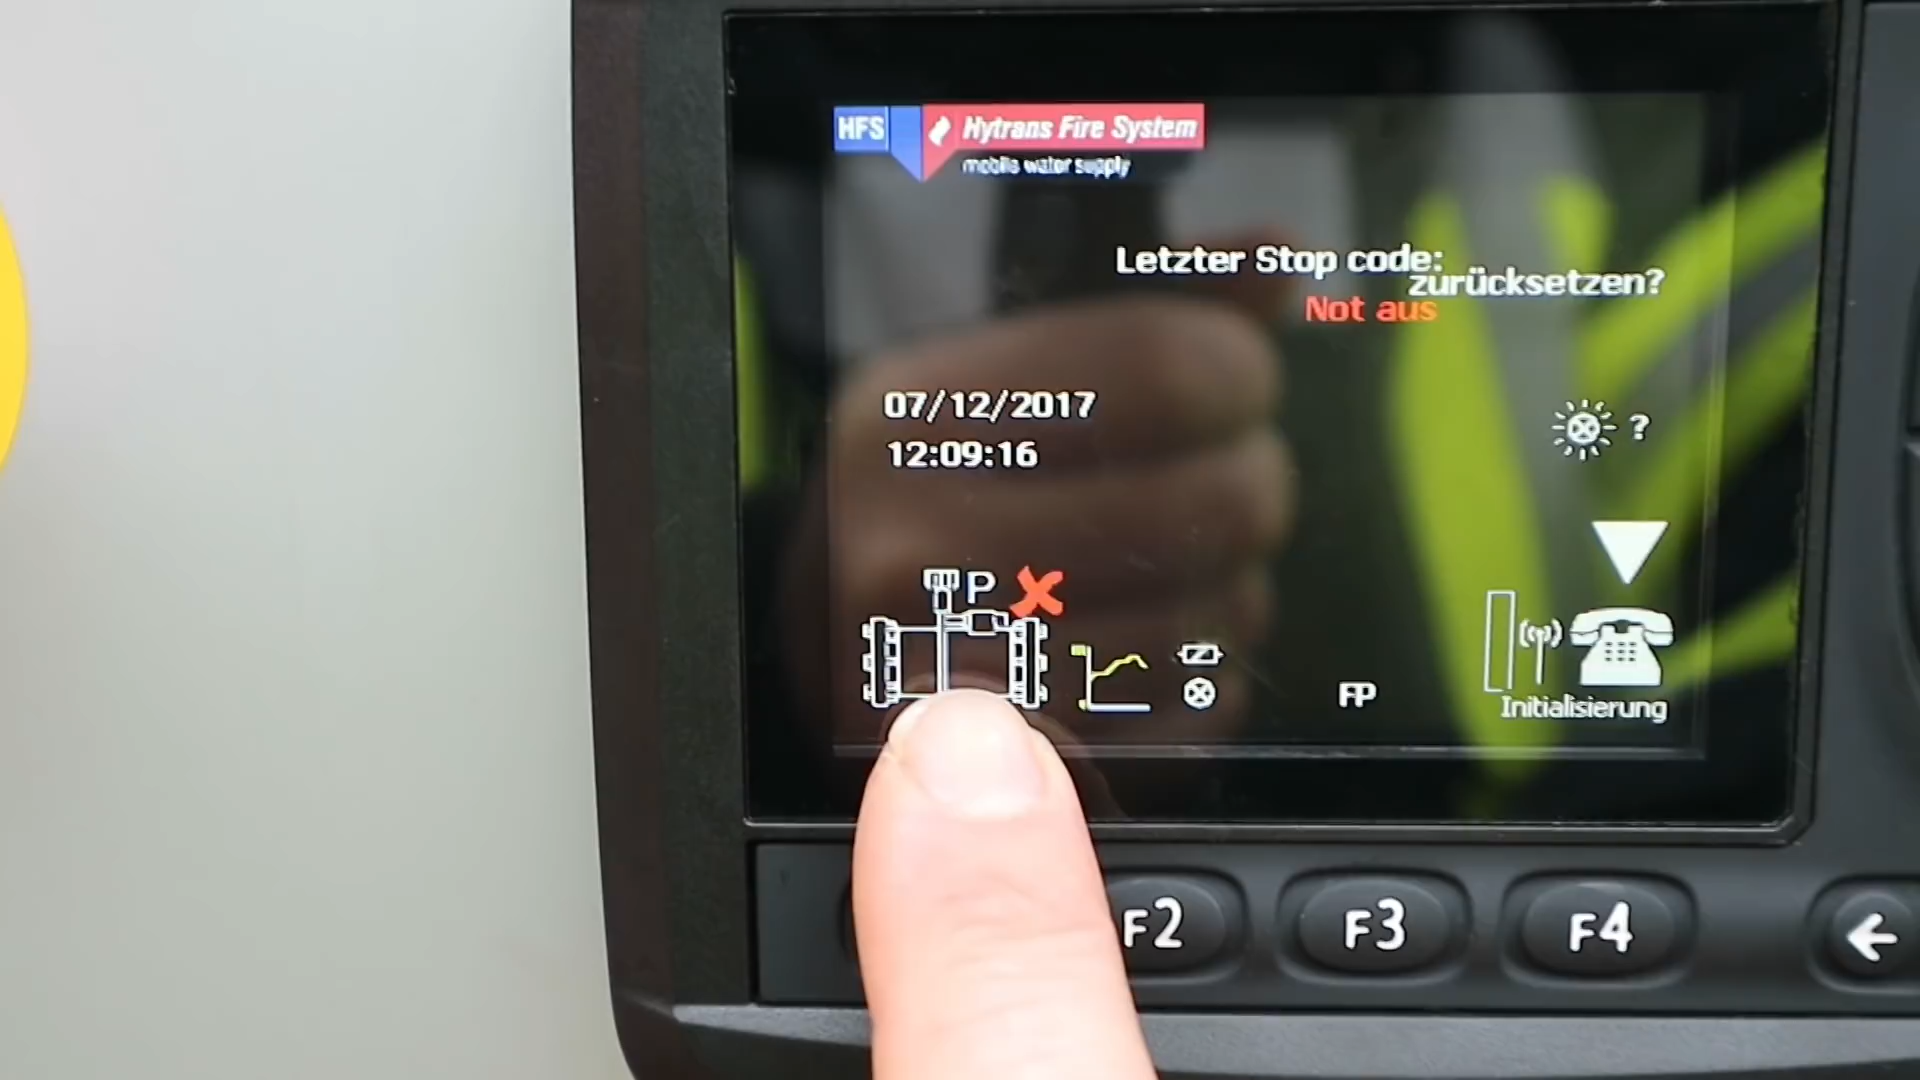 HFS Hytrans Fire System
mobile water supply
Letzter Stop code:
zurücksetzen?
Not aus
07/12/2017
12:09:16
?
P
FP
Initialisierung
F2 F3 F4